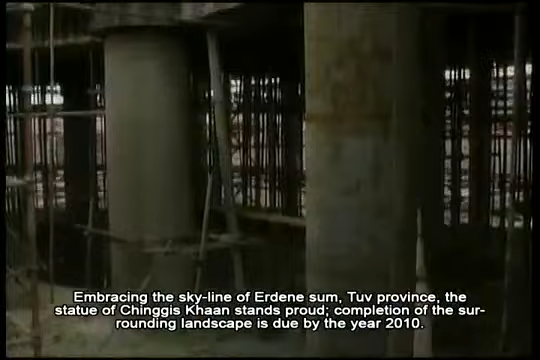 Embracing the sky-line of Erdene sum, Tuv province, the
statue of Chinggis Khaan stands proud; completion of the sur-
rounding landscape is due by the year 2010.